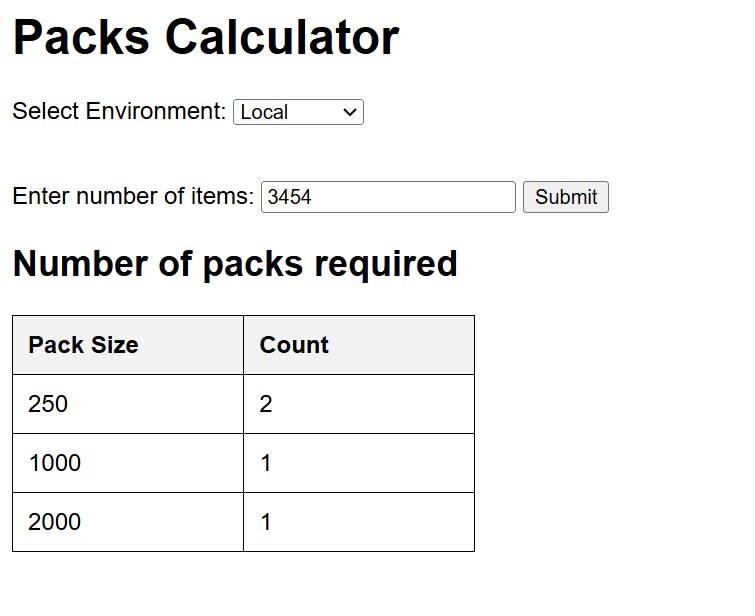 Packs Calculator
Select Environment: Local
Enter number of items: 3454 Submit
Number of packs required
Pack Size Count
250 2
1000 1
2000 1